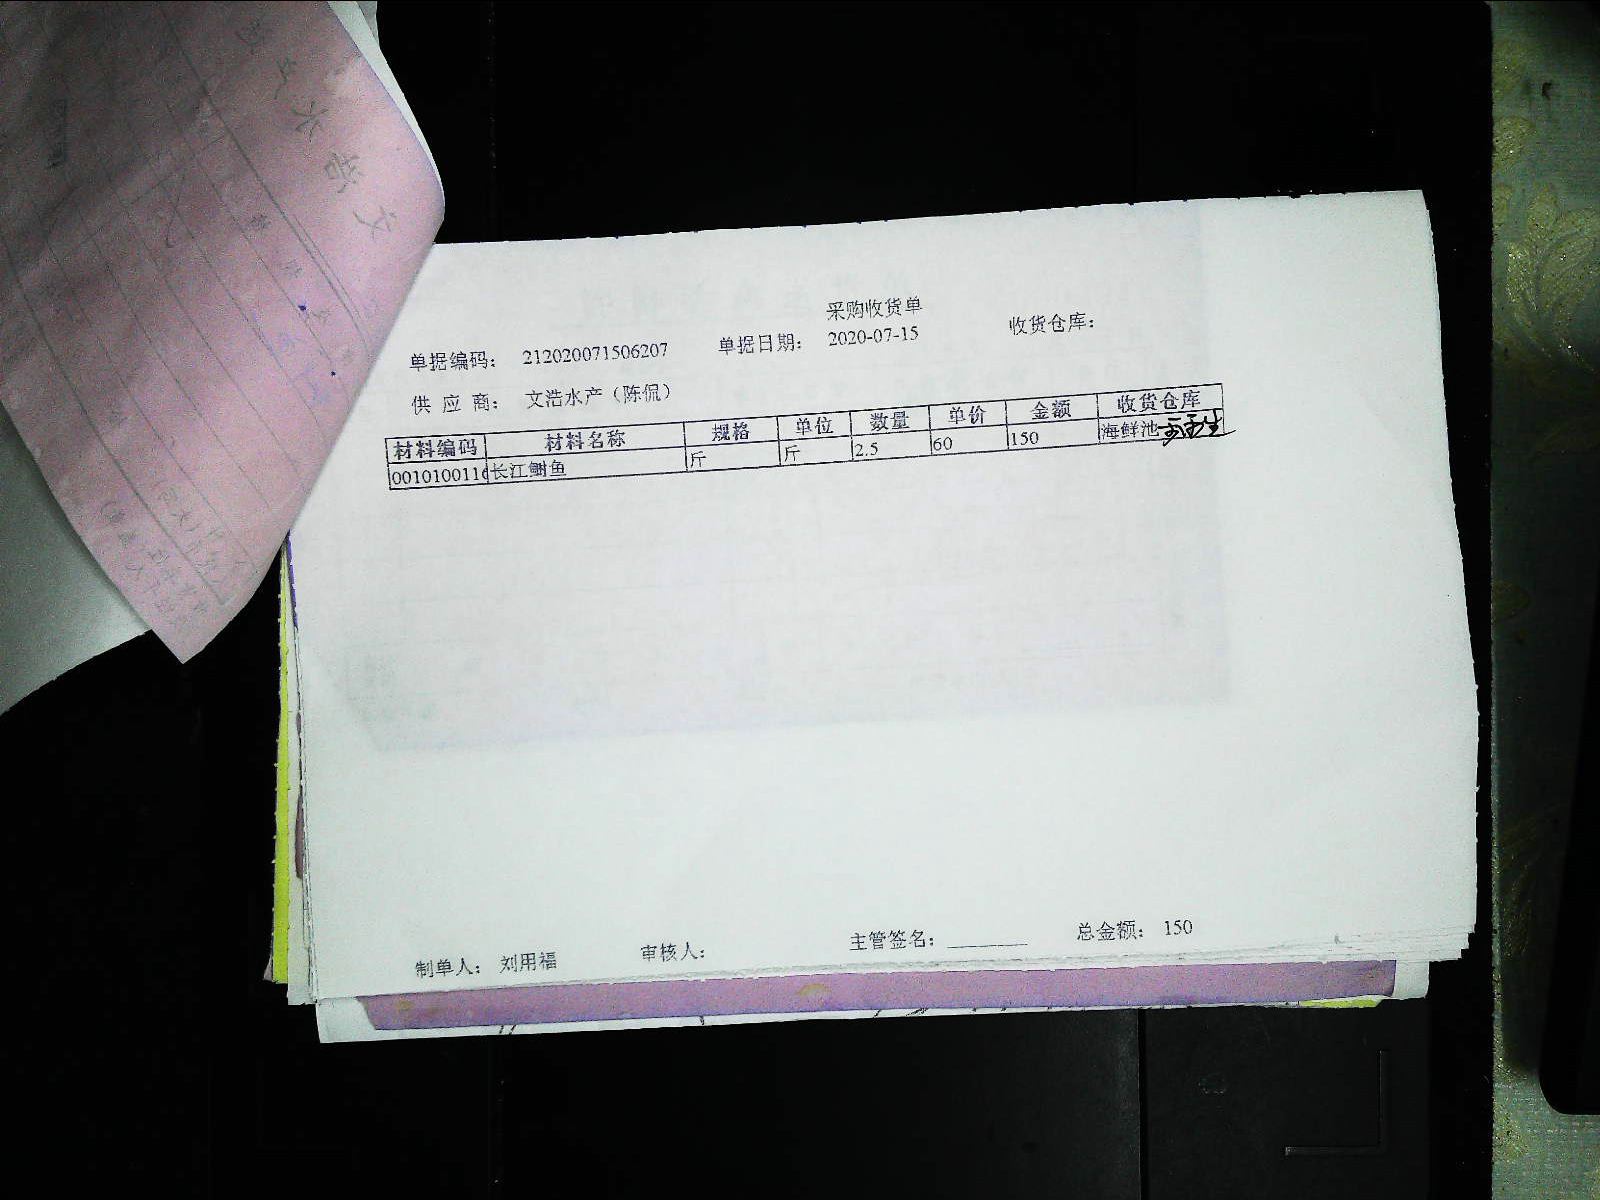 采购收货单
单据编码： 212020071506207 单据日期： 2020-07-15 收货仓库：
供 应 商： 文浩水产（陈侃）
材料编码 材料名称 规格 单位 数量 单价 金额 收货仓库
001010011 长江鮰鱼 斤 斤 2.5 60 150 海鲜池
制单人： 刘用福 审核人： 主管签名： ________ 总金额： 150